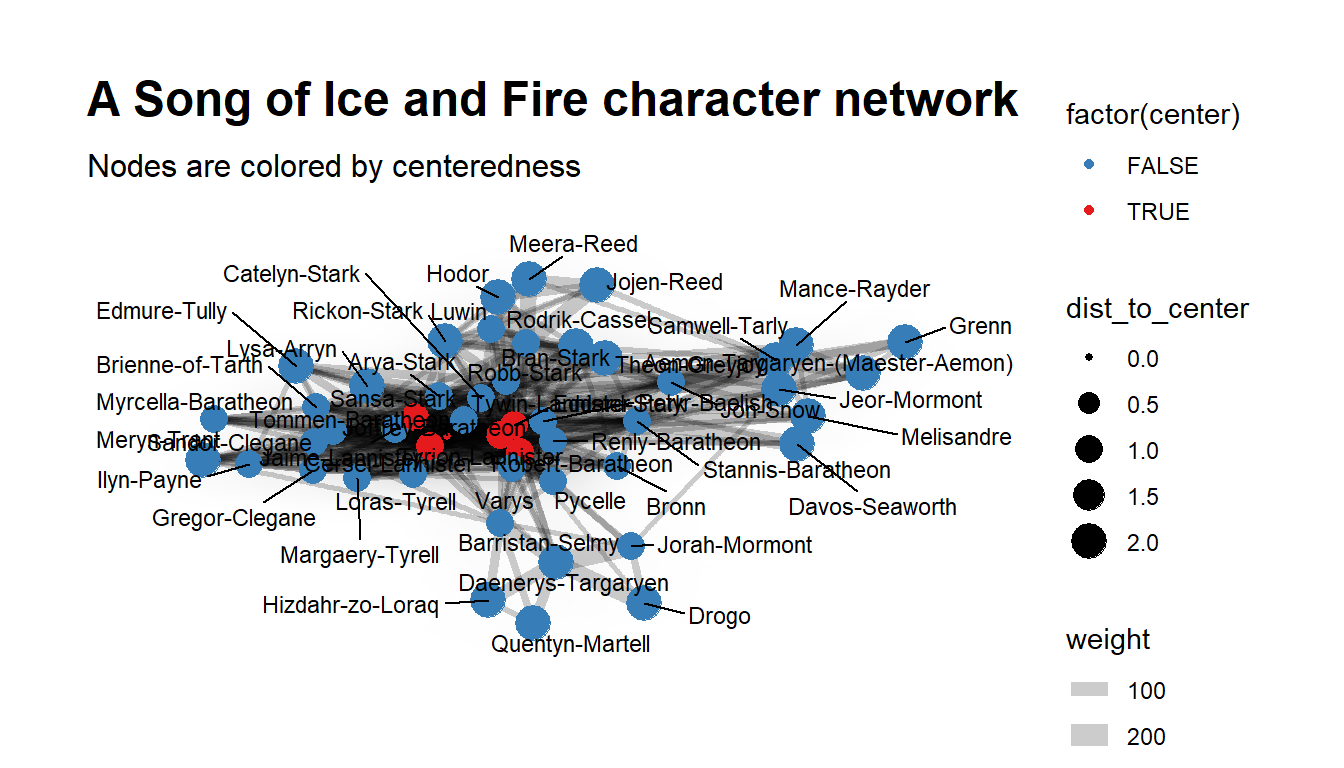 A Song of Ice and Fire character network
Nodes are colored by centeredness
factor(center)
FALSE
TRUE
dist_to_center
0.0
0.5
1.0
1.5
2.0
weight
100
200
Meera-Reed
Catelyn-Stark
Hodor
Jojen-Reed
Mance-Rayder
Edmure-Tully
Rickon-Stark
Luwin
Rodrik-Cassel
Samwell-Tarly
Grenn
Lysa-Arryn
Arya-Stark
Bran-Stark
Theon-Greyjoy
Aemon-Targaryen-(Maester-Aemon)
Brienne-of-Tarth
Robb-Stark
Myrcella-Baratheon
Sansa-Stark
Tywin-Lannister
Eddard-Stark
Petyr-Baelish
Jon-Snow
Jeor-Mormont
Tommen-Baratheon
Joffrey-Baratheon
Meryn-Trant
Sandor-Clegane
Renly-Baratheon
Melisandre
Jaime-Lannister
Cersei-Lannister
Tyrion-Lannister
Robert-Baratheon
Stannis-Baratheon
Ilyn-Payne
Loras-Tyrell
Varys
Pycelle
Bronn
Davos-Seaworth
Gregor-Clegane
Margaery-Tyrell
Barristan-Selmy
Jorah-Mormont
Daenerys-Targaryen
Hizdahr-zo-Loraq
Drogo
Quentyn-Martell